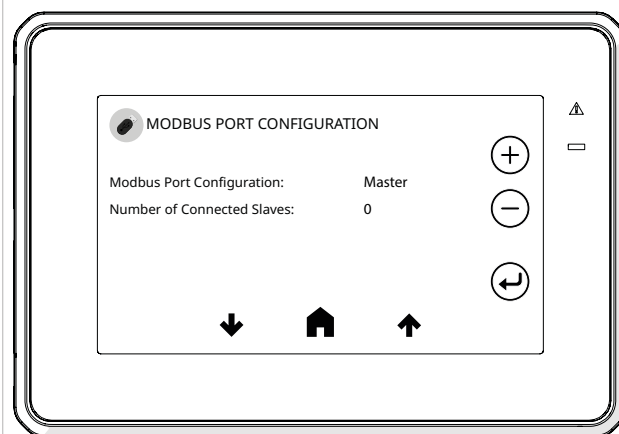 MODBUS PORT CONFIGURATION
Modbus Port Configuration: Master
Number of Connected Slaves: 0